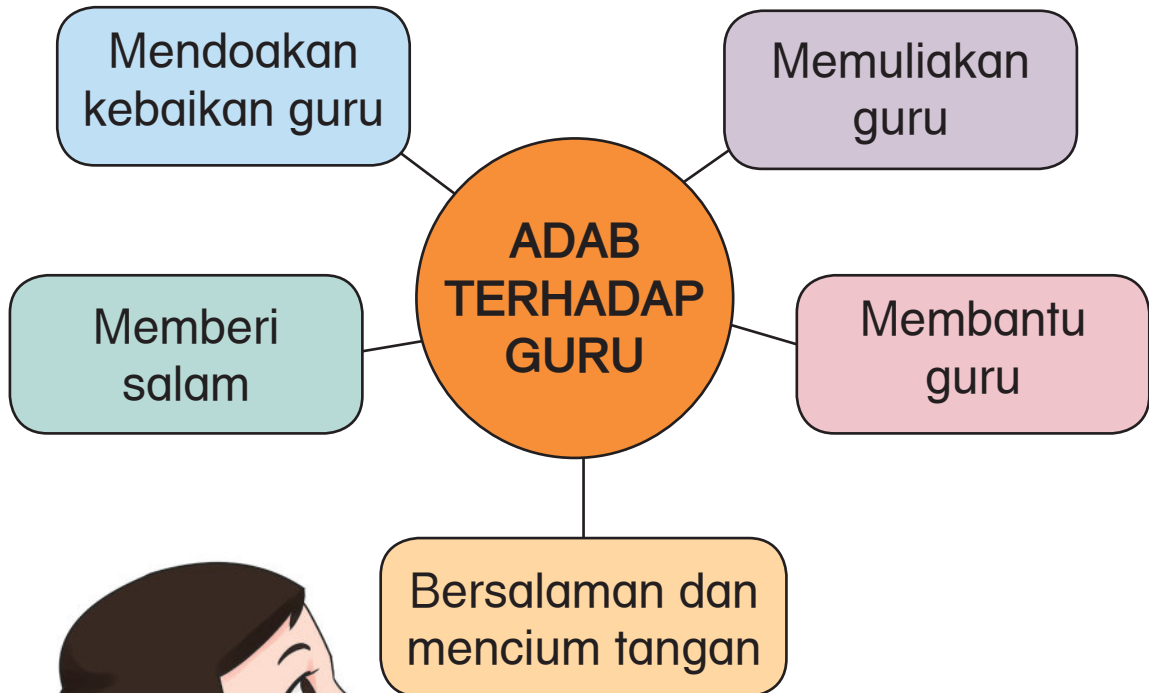 Mendoakan
kebaikan guru
Memuliakan
guru
ADAB
TERHADAP
GURU
Memberi
salam
Membantu
guru
Bersalaman dan
mencium tangan